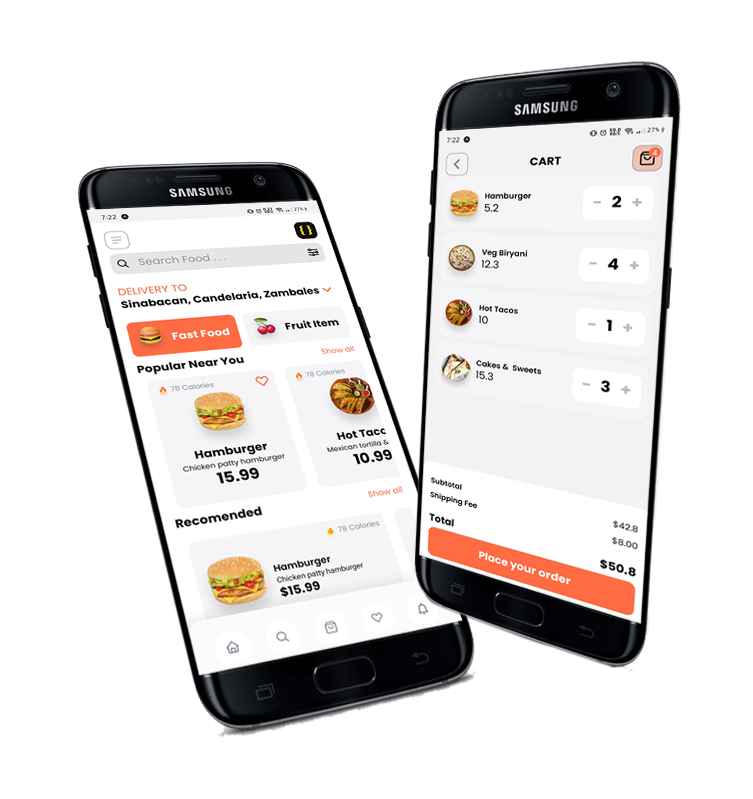 SAMSUNG
7:22
27%
{ }
Search Food . . .
DELIVERY TO
Sinabacan, Candelaria, Zambales
Fast Food
Fruit Item
Popular Near You
Show all
78 Calories
78 Calories
Hamburger
Chicken patty hamburger
15.99
Hot Tacc
Mexican tortilla &
10.99
Recomended
Show all
78 Calories
Hamburger
Chicken patty hamburger
$15.99
SAMSUNG
7:22
27%
CART
4
Hamburger
5.2
− 2 +
Veg Biryani
12.3
− 4 +
Hot Tacos
10
− 1 +
Cakes & Sweets
15.3
− 3 +
Subtotal
$42.8
Shipping Fee
$8.00
Total
$50.8
Place your order